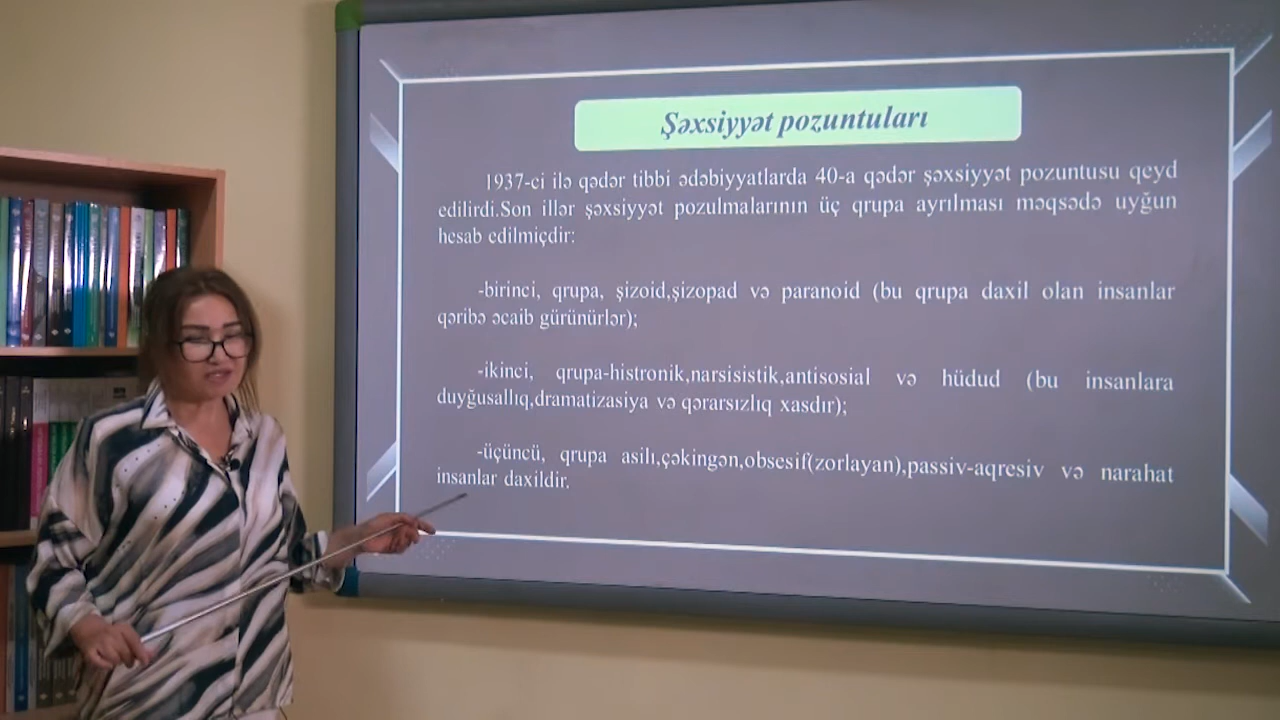 Şəxsiyyət pozuntuları
1937-ci ilə qədər tibbi ədəbiyyatlarda 40-a qədər şəxsiyyət pozuntusu qeyd
edilirdi.Son illər şəxsiyyət pozulmalarının üç qrupa ayrılması məqsədə uyğun
hesab edilmiçdir:
-birinci, qrupa, şizoid,şizopad və paranoid (bu qrupa daxil olan insanlar
qəribə əcaib gürünürlər);
-ikinci, qrupa-histronik,narsisistik,antisosial və hüdud (bu insanlara
duyğusallıq,dramatizasiya və qərarsızlıq xasdır);
-üçüncü, qrupa asilı,çəkingən,obsesif(zorlayan),passiv-aqresiv və narahat
insanlar daxildir.